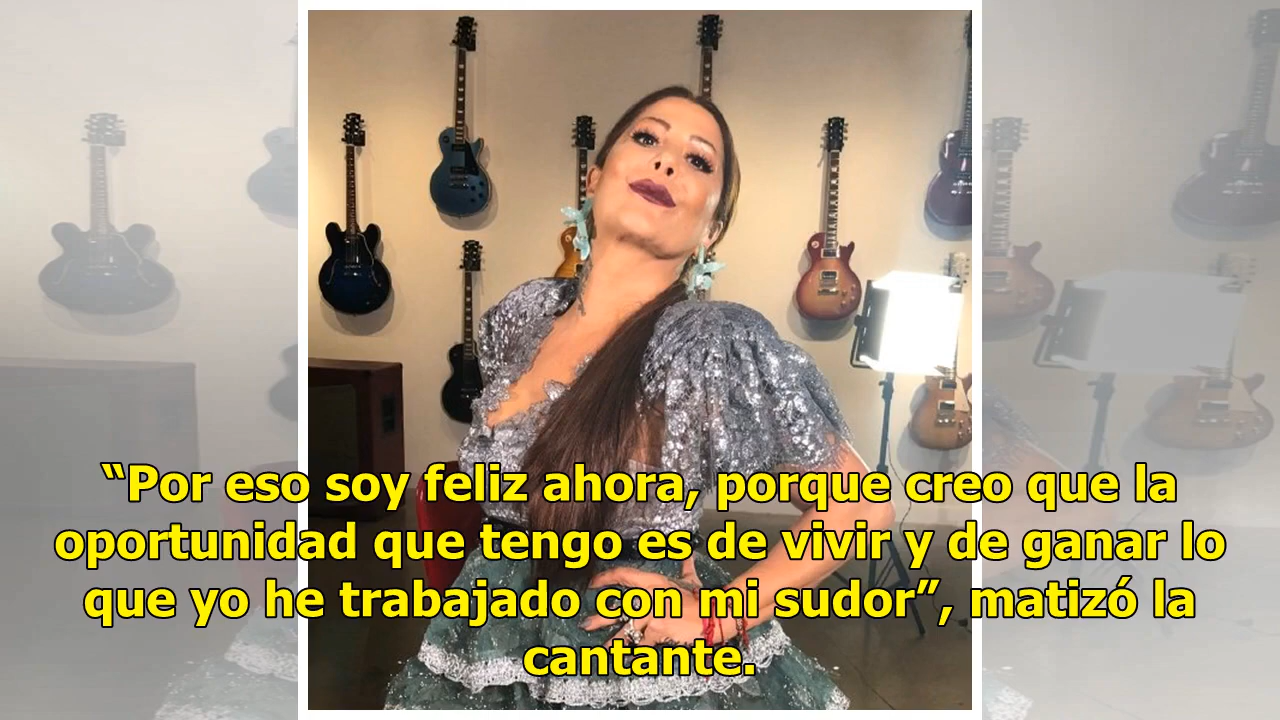 “Por eso soy feliz ahora, porque creo que la
oportunidad que tengo es de vivir y de ganar lo
que yo he trabajado con mi sudor”, matizó la
cantante.